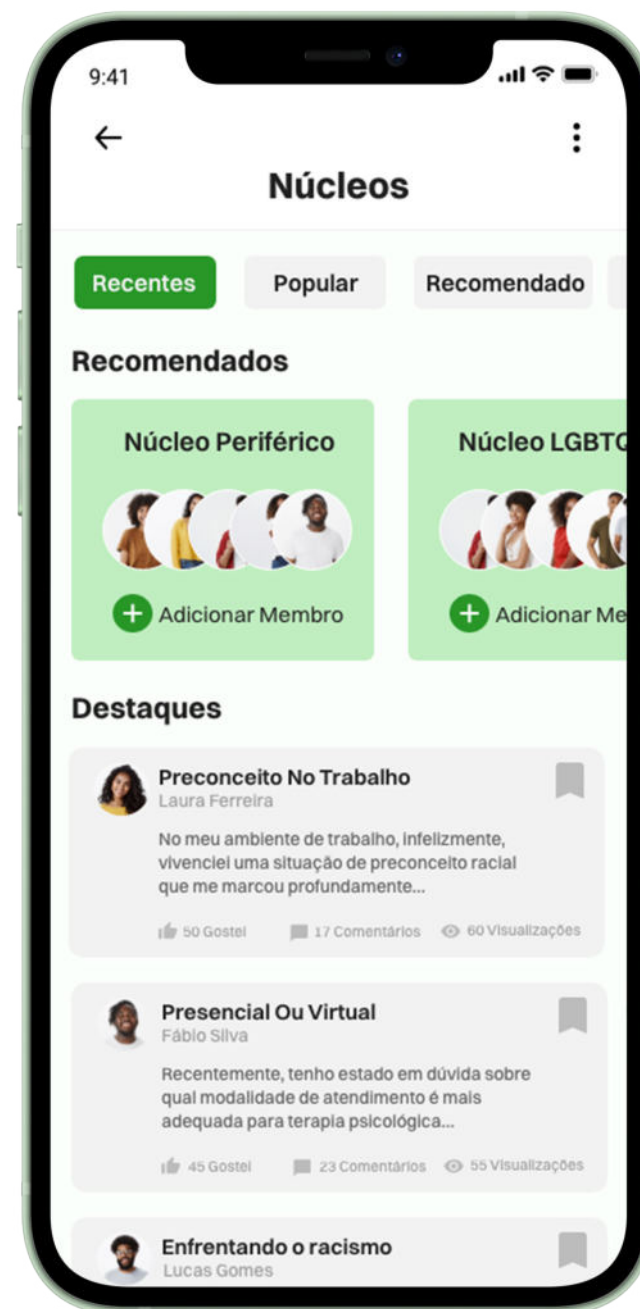 9:41
Núcleos
Recentes
Popular
Recomendado
Recomendados
Núcleo Periférico
Núcleo LGBTQ
Adicionar Membro
Adicionar Me
Destaques
Preconceito No Trabalho
Laura Ferreira
No meu ambiente de trabalho, infelizmente,
vivenciei uma situação de preconceito racial
que me marcou profundamente...
50 Gostei
17 Comentários
60 Visualizações
Presencial Ou Virtual
Fábio Silva
Recentemente, tenho estado em dúvida sobre
qual modalidade de atendimento é mais
adequada para terapia psicológica...
45 Gostei
23 Comentários
55 Visualizações
Enfrentando o racismo
Lucas Gomes